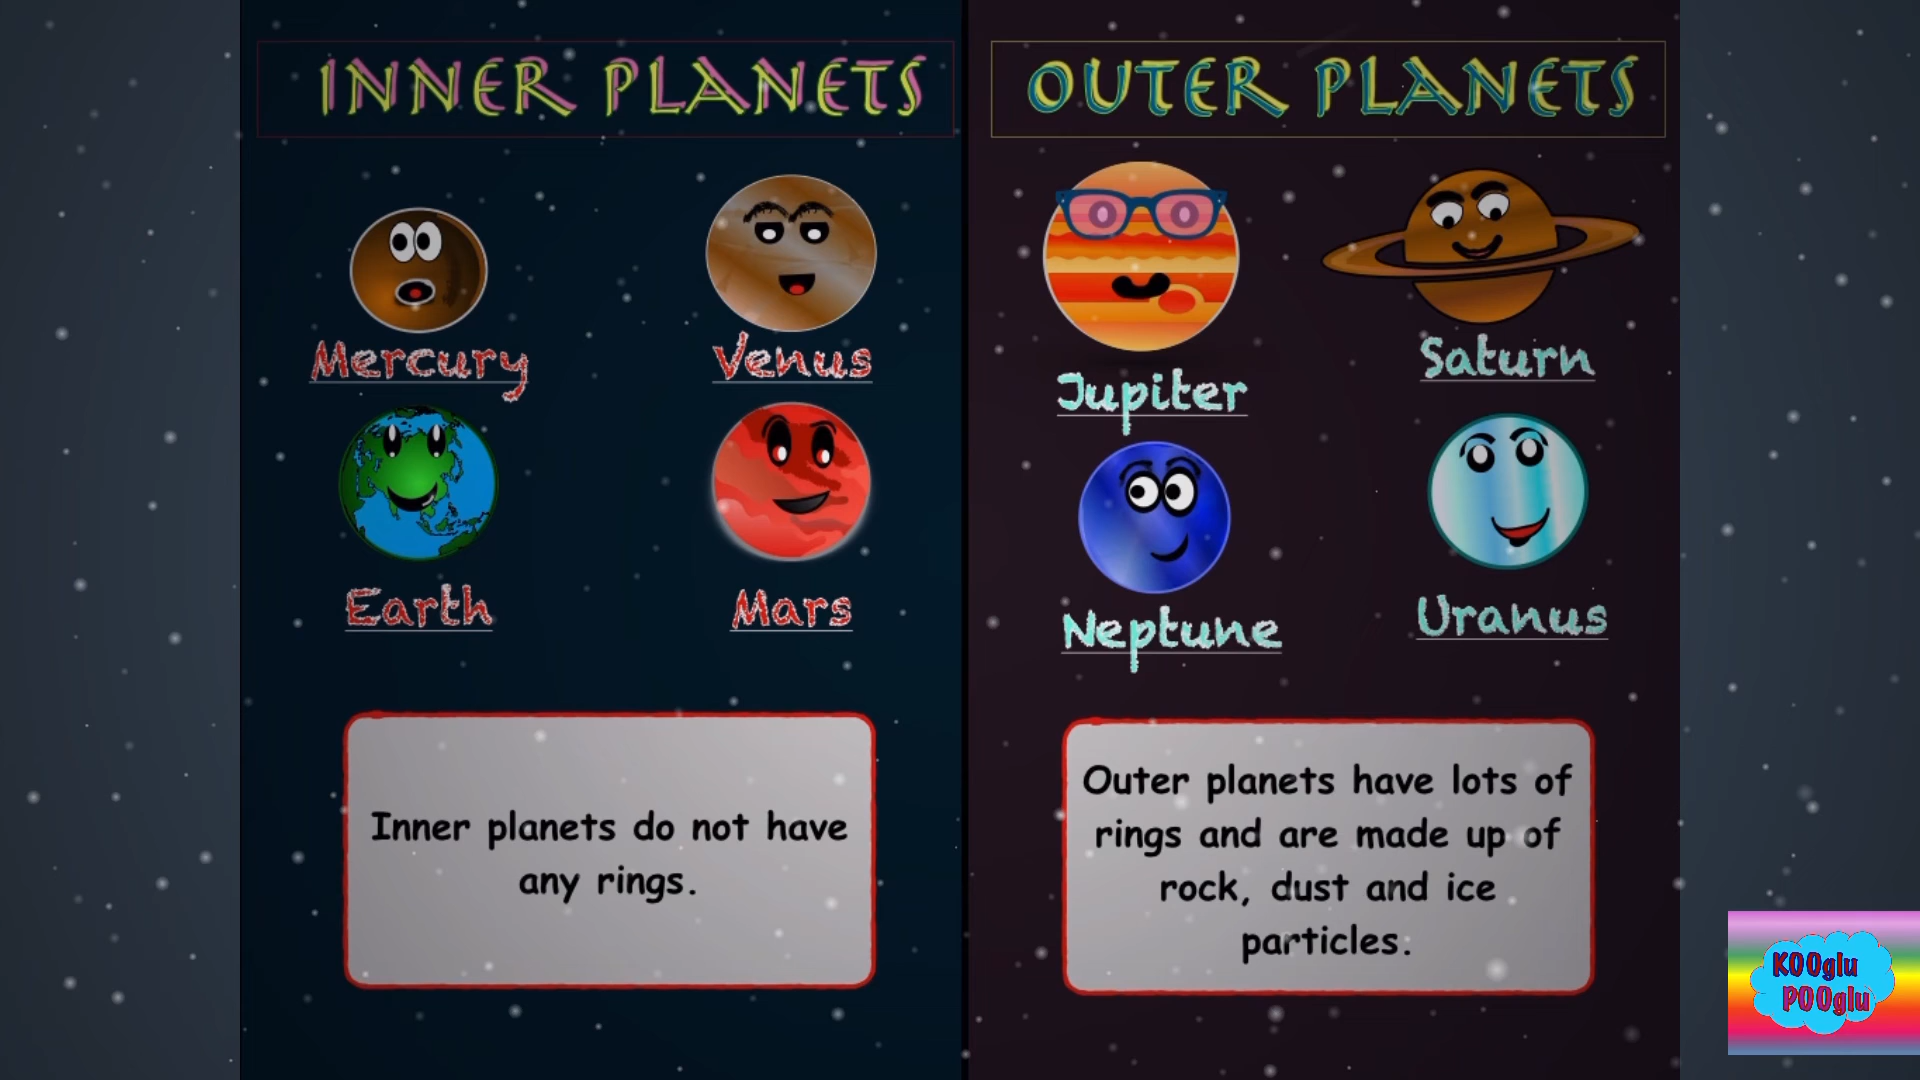 INNER PLANETS
Mercury
Venus
Earth
Mars
Inner planets do not have
any rings.
OUTER PLANETS
Jupiter
Saturn
Neptune
Uranus
Outer planets have lots of
rings and are made up of
rock, dust and ice
particles.
KOOglu
POOglu